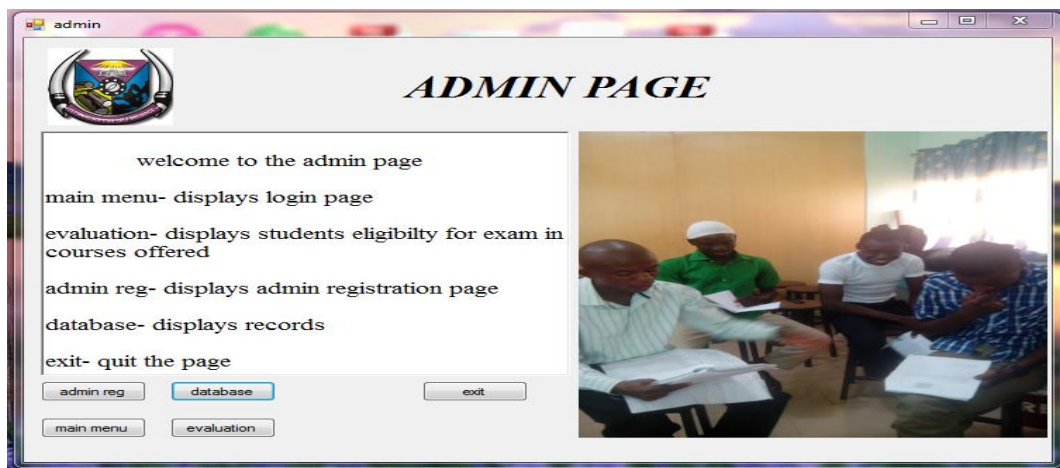 admin
ADMIN PAGE
welcome to the admin page
main menu- displays login page
evaluation- displays students eligibilty for exam in
courses offered
admin reg- displays admin registration page
database- displays records
exit- quit the page
admin reg
database
exit
main menu
evaluation